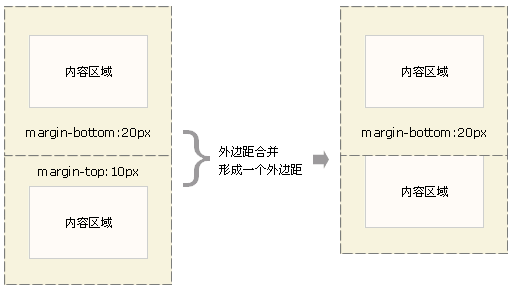 内容区域
margin-bottom:20px
margin-top:10px
内容区域
外边距合并
形成一个外边距
内容区域
margin-bottom:20px
内容区域